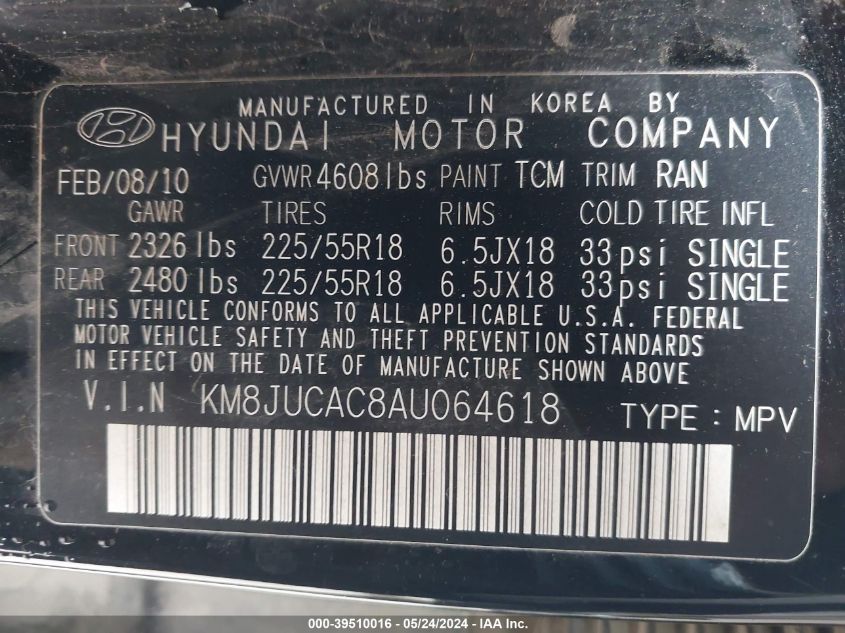 MANUFACTURED IN KOREA BY
HYUNDAI MOTOR COMPANY
FEB/08/10 GVWR 4608 lbs PAINT TCM TRIM RAN
GAWR TIRES RIMS COLD TIRE INFL
FRONT 2326 lbs 225/55R18 6.5JX18 33psi SINGLE
REAR 2480 lbs 225/55R18 6.5JX18 33psi SINGLE
THIS VEHICLE CONFORMS TO ALL APPLICABLE U.S.A. FEDERAL
MOTOR VEHICLE SAFETY AND THEFT PREVENTION STANDARDS
IN EFFECT ON THE DATE OF MANUFACTURE SHOWN ABOVE
V.I.N KM8JUCAC8AU064618 TYPE : MPV
000-39510016 - 05/24/2024 - IAA Inc.